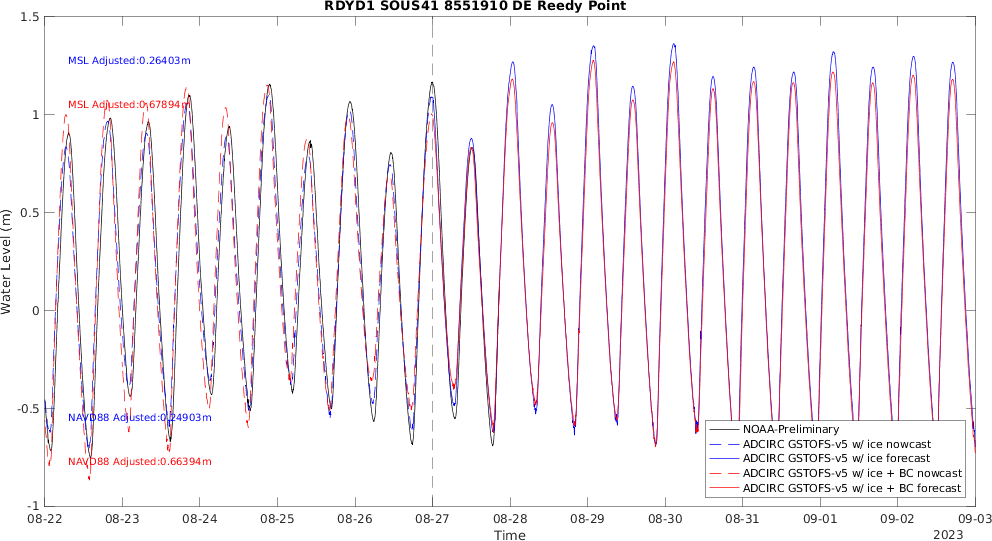 RDYD1 SOUS41 8551910 DE Reedy Point
1.5
1
0.5
0
-0.5
-1
Water Level (m)
MSL Adjusted:0.26403m
MSL Adjusted:0.67894m
NAVD88 Adjusted:0.24903m
NAVD88 Adjusted:0.66394m
NOAA-Preliminary
ADCIRC GSTOFS-v5 w/ ice nowcast
ADCIRC GSTOFS-v5 w/ ice forecast
ADCIRC GSTOFS-v5 w/ ice + BC nowcast
ADCIRC GSTOFS-v5 w/ ice + BC forecast
08-22 08-23 08-24 08-25 08-26 08-27 08-28 08-29 08-30 08-31 09-01 09-02 09-03
Time
2023